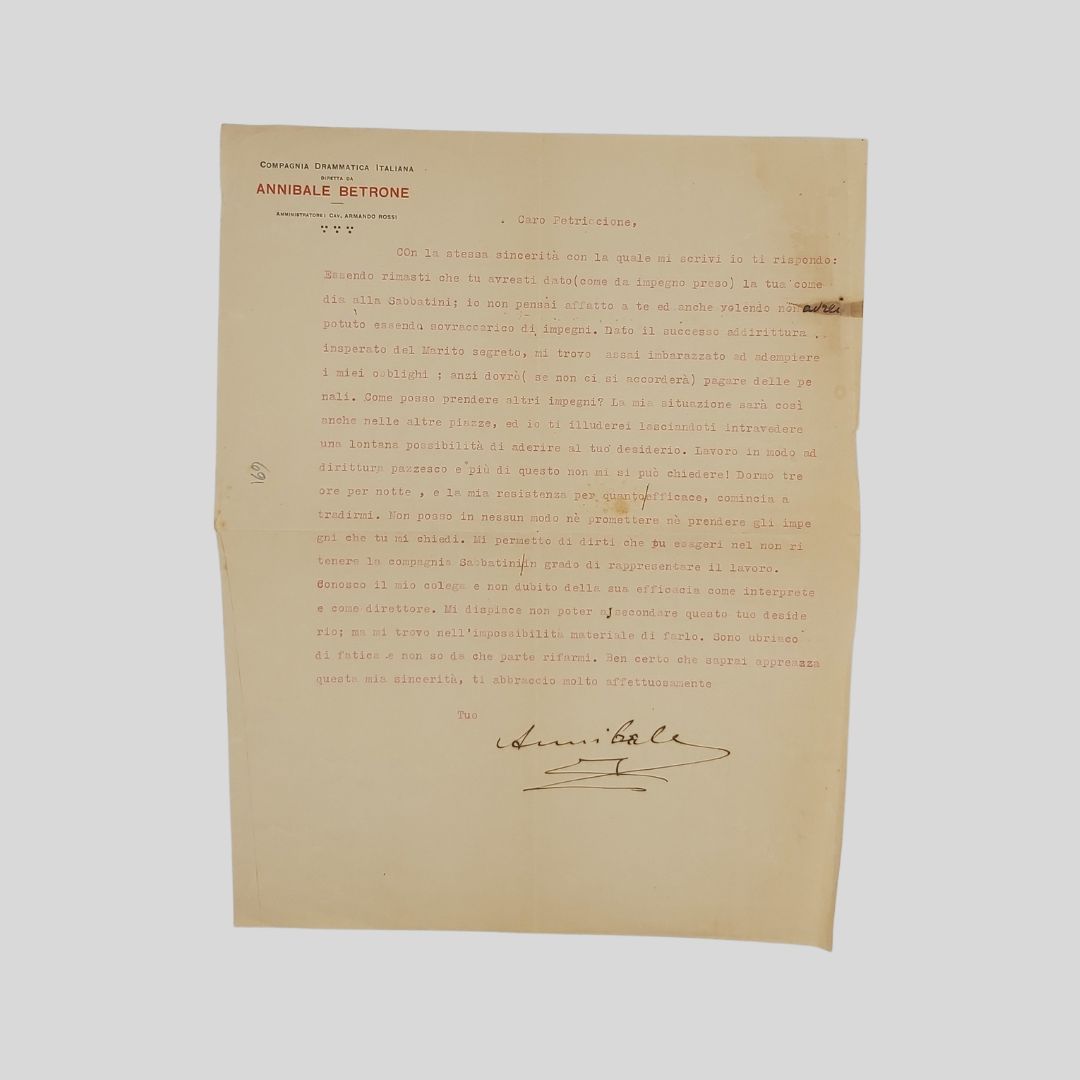 COMPAGNIA DRAMMATICA ITALIANA
DIRETTA DA
ANNIBALE BETRONE
AMMINISTRATORE: CAV. ARMANDO ROSSI
Caro Petriccione,
COn la stessa sincerità con la quale mi scrivi io ti rispondo:
Essendo rimasti che tu avresti dato(come da impegno preso) la tua come
dia alla Sabbatini; io non pensai affatto a te ed anche volendo non avrei
potuto essendo sovraccarico di impegni. Dato il successo addirittura
insperato del Marito segreto, mi trovo assai imbarazzato ad adempiere
i miei obblighi ; anzi dovrò( se non ci si accorderà) pagare delle pe
nali. Come posso prendere altri impegni? La mia situazione sarà così
anche nelle altre piazze, ed io ti illuderei lasciandoti intravedere
una lontana possibilità di aderire al tuo desiderio. Lavoro in modo ad
dirittura pazzesco e più di questo non mi si può chiedere! Dormo tre
ore per notte , e la mia resistenza per quanto/efficace, comincia a
tradirmi. Non posso in nessun modo nè promettere nè prendere gli impe
gni che tu mi chiedi. Mi permetto di dirti che tu esageri nel non ri
tenere la compagnia Sabbatini/in grado di rappresentare il lavoro.
Conosco il mio colega e non dubito della sua efficacia come interprete
e come direttore. Mi dispiace non poter assecondare questo tuo deside
rio; ma mi trovo nell'impossibilità materiale di farlo. Sono ubriaco
di fatica e non so da che parte rifarmi. Ben certo che saprai appreazza
questa mia sincerità, ti abbraccio molto affettuosamente
Tuo
Annibale
169